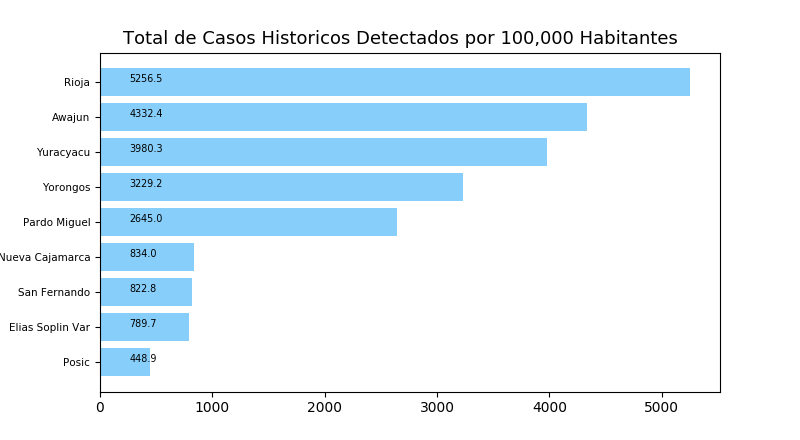 Total de Casos Historicos Detectados por 100,000 Habitantes
Rioja 5256.5
Awajun 4332.4
Yuracyacu 3980.3
Yorongos 3229.2
Pardo Miguel 2645.0
Nueva Cajamarca 834.0
San Fernando 822.8
Elias Soplin Var 789.7
Posic 448.9
0 1000 2000 3000 4000 5000